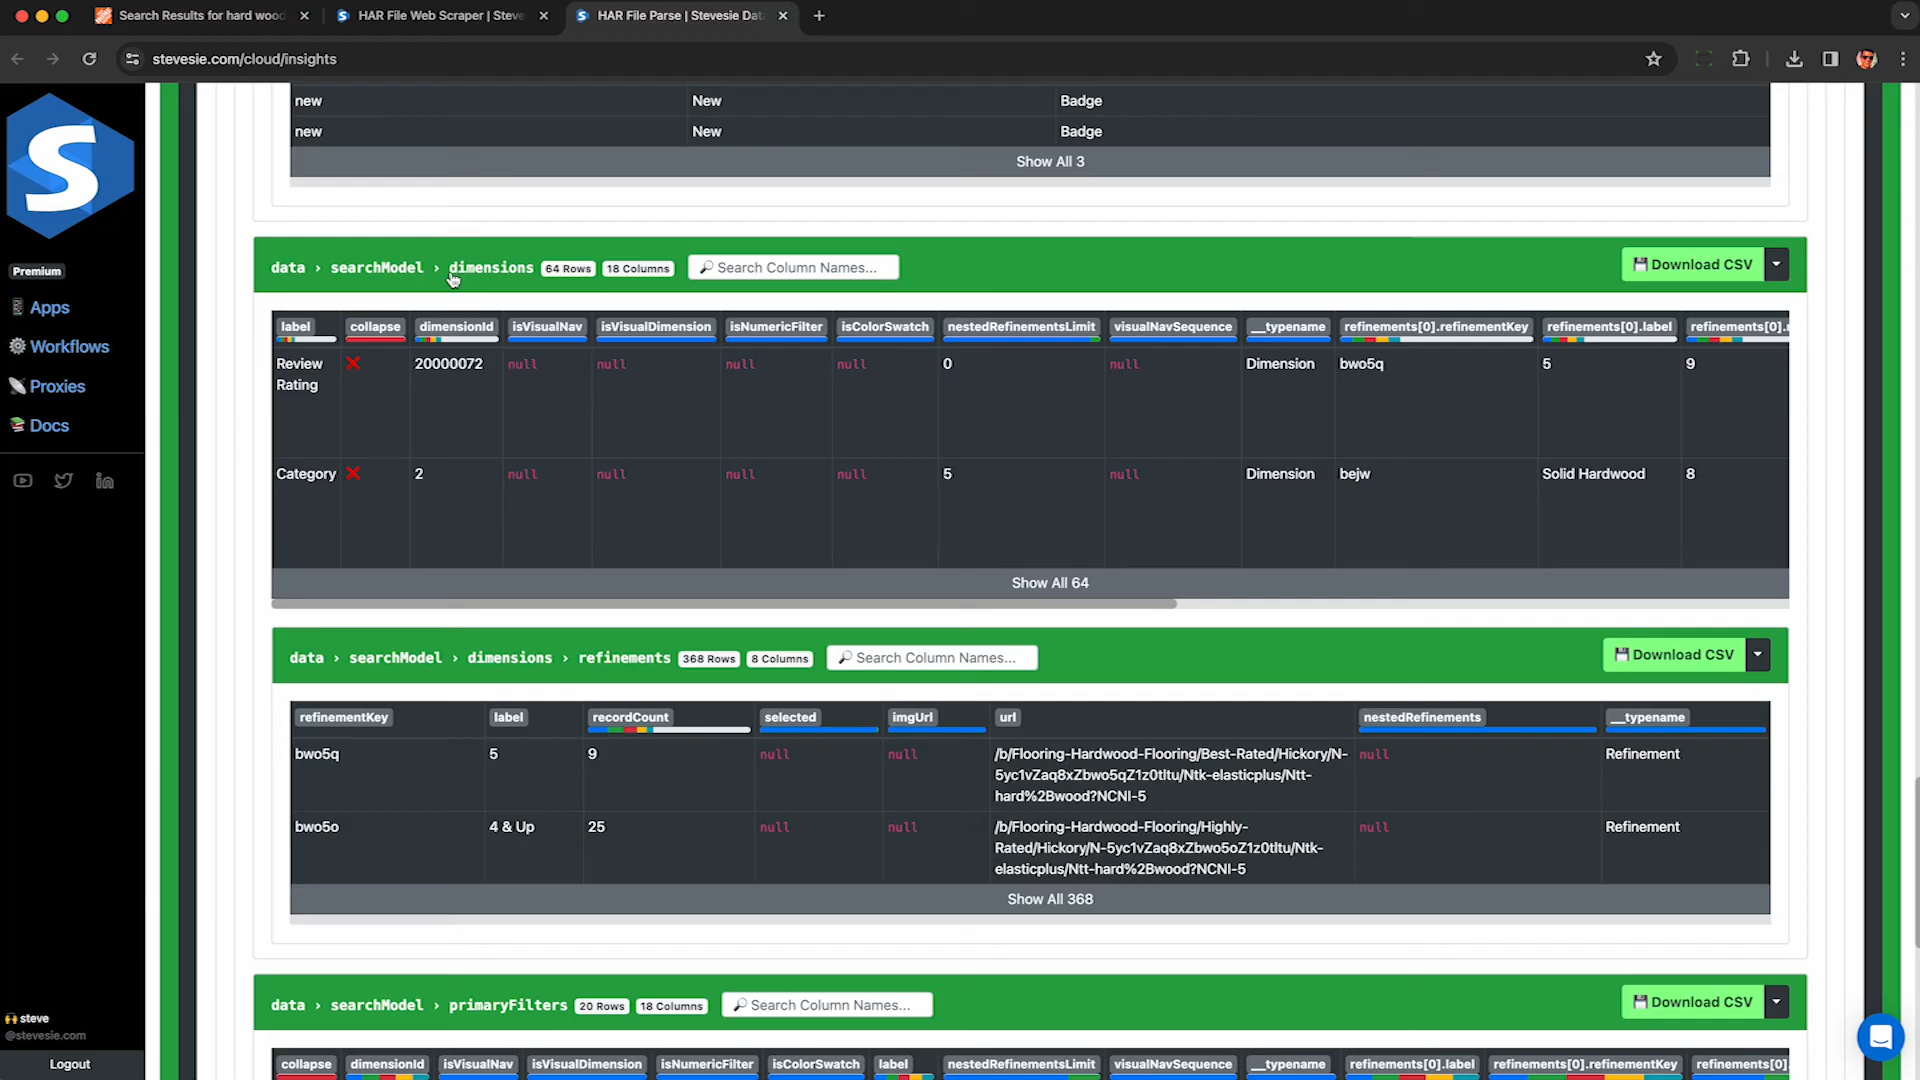 Search Results for hard wood
HAR File Web Scraper | Steve
HAR File Parse | Stevesie Dat
stevesie.com/cloud/insights
S
Premium
Apps
Workflows
Proxies
Docs
steve
@stevesie.com
Logout
new New Badge
new New Badge
Show All 3
data › searchModel › dimensions 64 Rows 18 Columns Search Column Names... Download CSV
label collapse dimensionId isVisualNav isVisualDimension isNumericFilter isColorSwatch nestedRefinementsLimit visualNavSequence __typename refinements[0].refinementKey refinements[0].label refinements[0].r
Review 20000072 null null null null 0 null Dimension bwo5q 5 9
Rating
Category 2 null null null null 5 null Dimension bejw Solid Hardwood 8
Show All 64
data › searchModel › dimensions › refinements 368 Rows 8 Columns Search Column Names... Download CSV
refinementKey label recordCount selected imgUrl url nestedRefinements __typename
bwo5q 5 9 null null /b/Flooring-Hardwood-Flooring/Best-Rated/Hickory/N- null Refinement
5yc1vZaq8xZbwo5qZ1z0tltu/Ntk-elasticplus/Ntt-
hard%2Bwood?NCNI-5
bwo5o 4 & Up 25 null null /b/Flooring-Hardwood-Flooring/Highly- null Refinement
Rated/Hickory/N-5yc1vZaq8xZbwo5oZ1z0tltu/Ntk-
elasticplus/Ntt-hard%2Bwood?NCNI-5
Show All 368
data › searchModel › primaryFilters 20 Rows 18 Columns Search Column Names... Download CSV
collapse dimensionId isVisualNav isVisualDimension isNumericFilter isColorSwatch label nestedRefinementsLimit visualNavSequence __typename refinements[0].label refinements[0].refinementKey refinements[0].